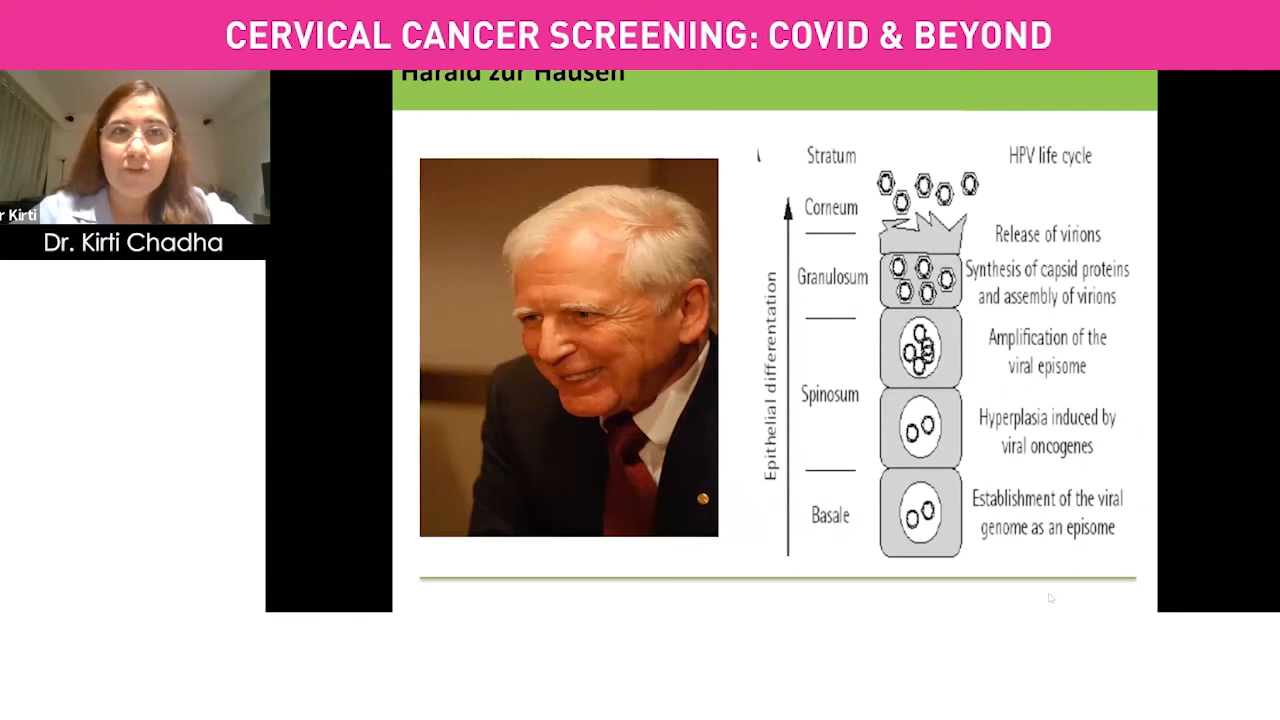 CERVICAL CANCER SCREENING: COVID & BEYOND
Harald zur Hausen
r Kirti
Dr. Kirti Chadha
Stratum
HPV life cycle
Corneum
Release of virions
Granulosum
Synthesis of capsid proteins
and assembly of virions
Amplification of the
viral episome
Spinosum
Hyperplasia induced by
viral oncogenes
Basale
Establishment of the viral
genome as an episome
Epithelial differentiation